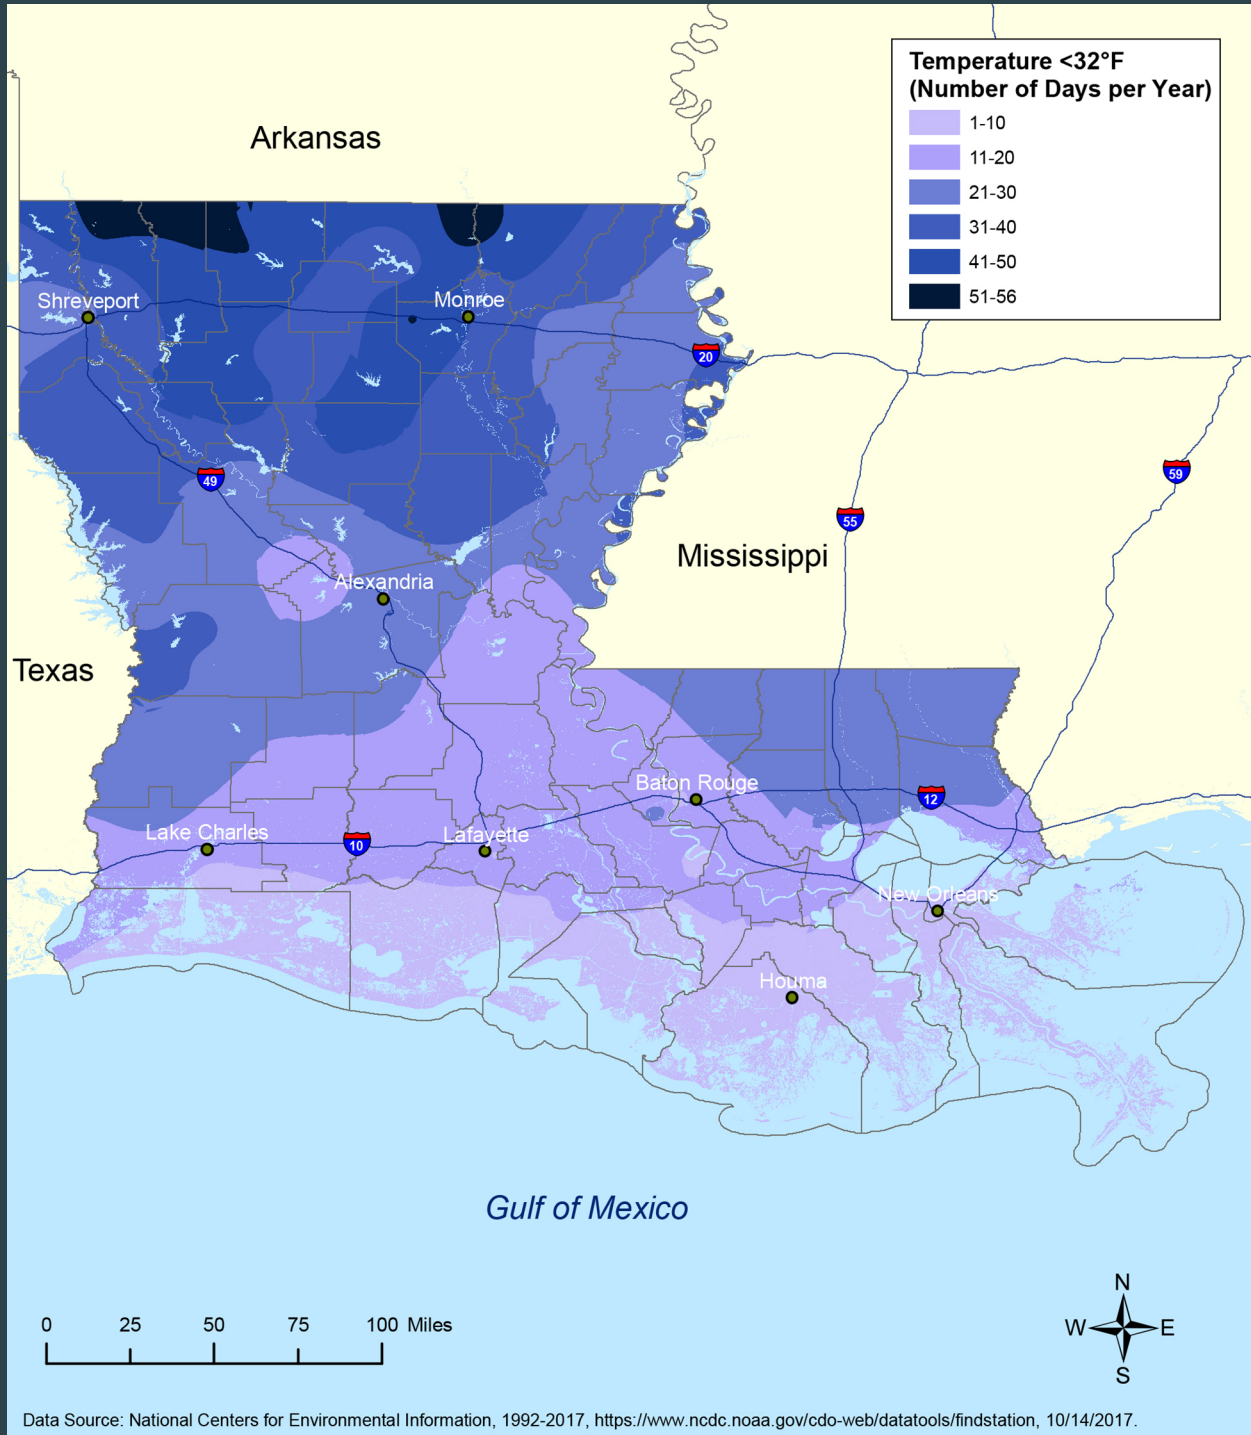 Temperature <32°F
(Number of Days per Year)
1-10
11-20
21-30
31-40
41-50
51-56
Arkansas
Shreveport
Monroe
20
49
59
55
Mississippi
Alexandria
Texas
Baton Rouge
12
Lake Charles
10
Lafayette
New Orleans
Houma
Gulf of Mexico
N
W E
S
0 25 50 75 100 Miles
Data Source: National Centers for Environmental Information, 1992-2017, https://www.ncdc.noaa.gov/cdo-web/datatools/findstation, 10/14/2017.